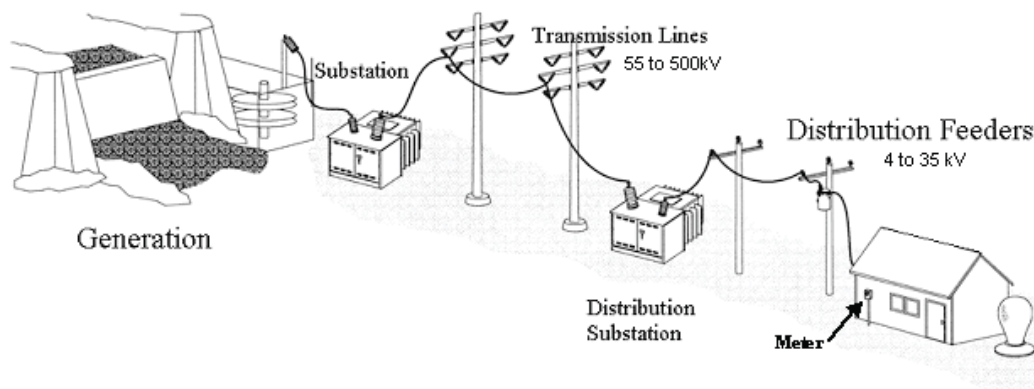 Substation
Transmission Lines
55 to 500kV
Distribution Feeders
4 to 35 kV
Generation
Distribution
Substation
Meter